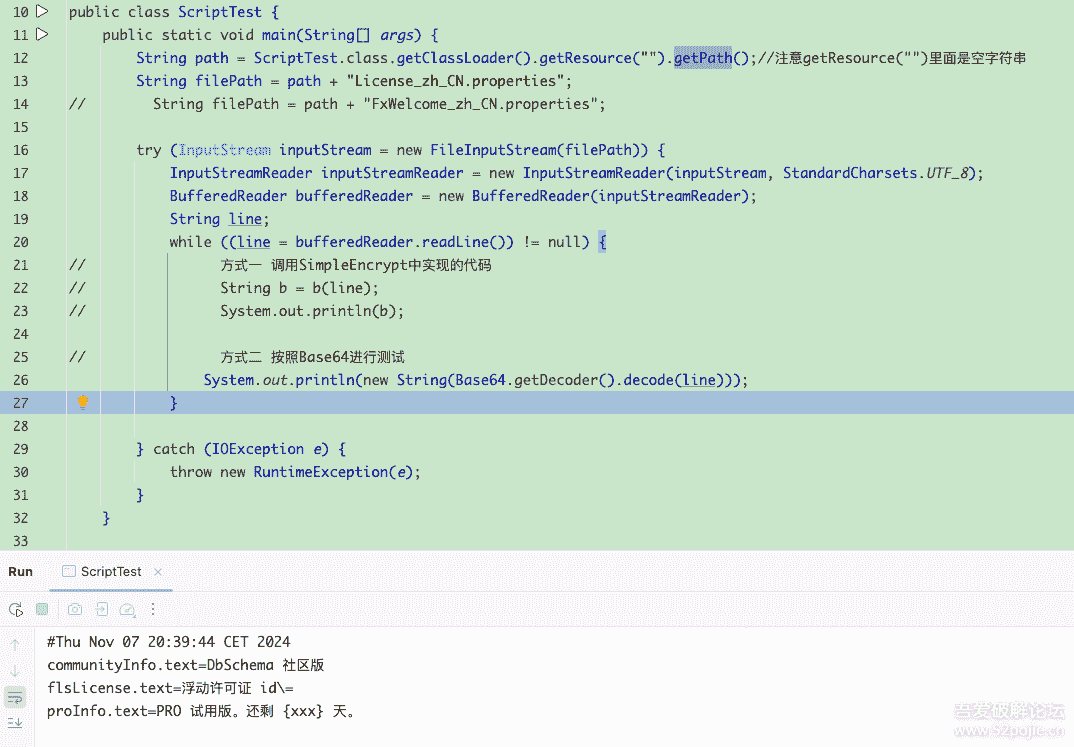 10 public class ScriptTest {
11     public static void main(String[] args) {
12         String path = ScriptTest.class.getClassLoader().getResource("").getPath();//注意getResource("")里面是空字符串
13         String filePath = path + "License_zh_CN.properties";
14 //        String filePath = path + "FxWelcome_zh_CN.properties";
15
16         try (InputStream inputStream = new FileInputStream(filePath)) {
17             InputStreamReader inputStreamReader = new InputStreamReader(inputStream, StandardCharsets.UTF_8);
18             BufferedReader bufferedReader = new BufferedReader(inputStreamReader);
19             String line;
20             while ((line = bufferedReader.readLine()) != null) {
21 //                方式一 调用SimpleEncrypt中实现的代码
22 //                String b = b(line);
23 //                System.out.println(b);
24
25 //                方式二 按照Base64进行测试
26                 System.out.println(new String(Base64.getDecoder().decode(line)));
27             }
28
29         } catch (IOException e) {
30             throw new RuntimeException(e);
31         }
32     }
33
Run ScriptTest ×
#Thu Nov 07 20:39:44 CET 2024
communityInfo.text=DbSchema 社区版
flsLicense.text=浮动许可证 id\=
proInfo.text=PRO 试用版。还剩 {xxx} 天。
吾爱破解论坛
www.52pojie.cn